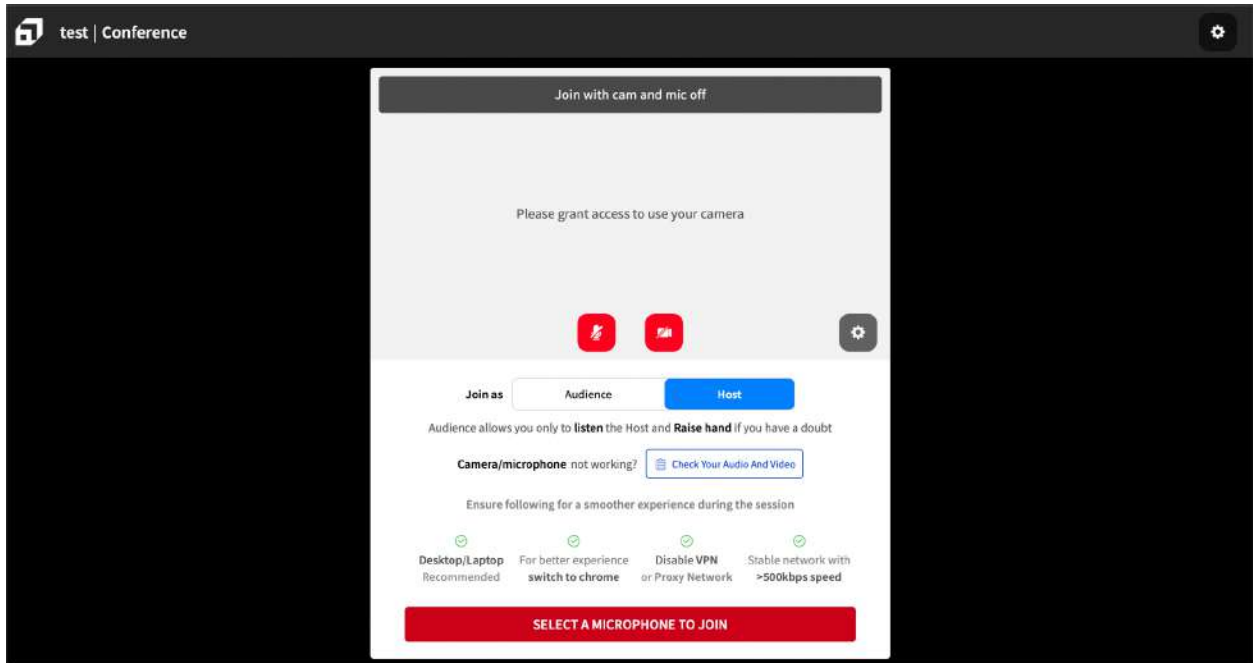 test | Conference
Join with cam and mic off
Please grant access to use your camera
Join as Audience Host
Audience allows you only to listen the Host and Raise hand if you have a doubt
Camera/microphone not working? Check Your Audio And Video
Ensure following for a smoother experience during the session
Desktop/Laptop For better experience Disable VPN Stable network with
Recommended switch to chrome or Proxy Network >500kbps speed
SELECT A MICROPHONE TO JOIN